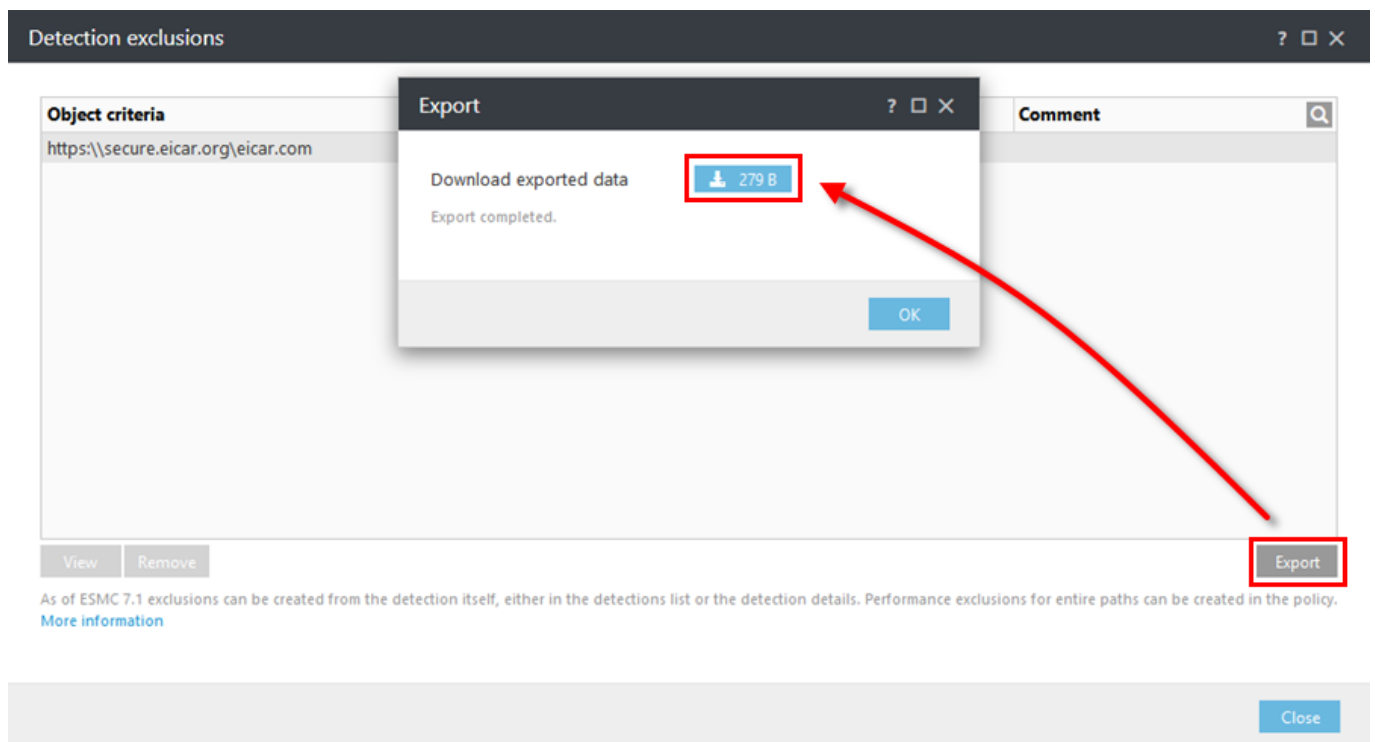 Detection exclusions
?
Object criteria
Comment
https:\\secure.eicar.org\eicar.com
Export
?
Download exported data
279 B
Export completed.
OK
View
Remove
Export
As of ESMC 7.1 exclusions can be created from the detection itself, either in the detections list or the detection details. Performance exclusions for entire paths can be created in the policy.
More information
Close